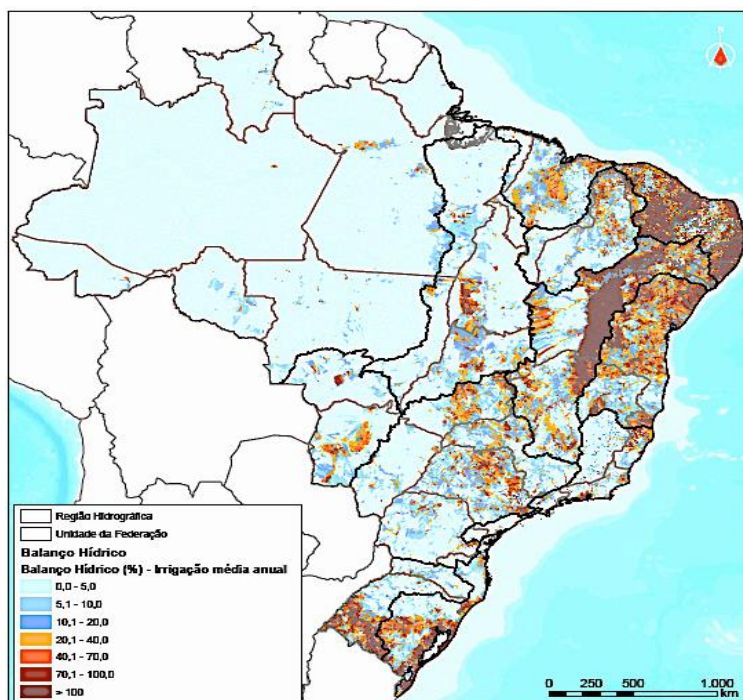 N
Região Hidrográfica
Unidade da Federação
Balanço Hídrico
Balanço Hídrico (%) - Irrigação média anual
0,0 - 5,0
5,1 - 10,0
10,1 - 20,0
20,1 - 40,0
40,1 - 70,0
70,1 - 100,0
> 100
0 250 500 1.000
km